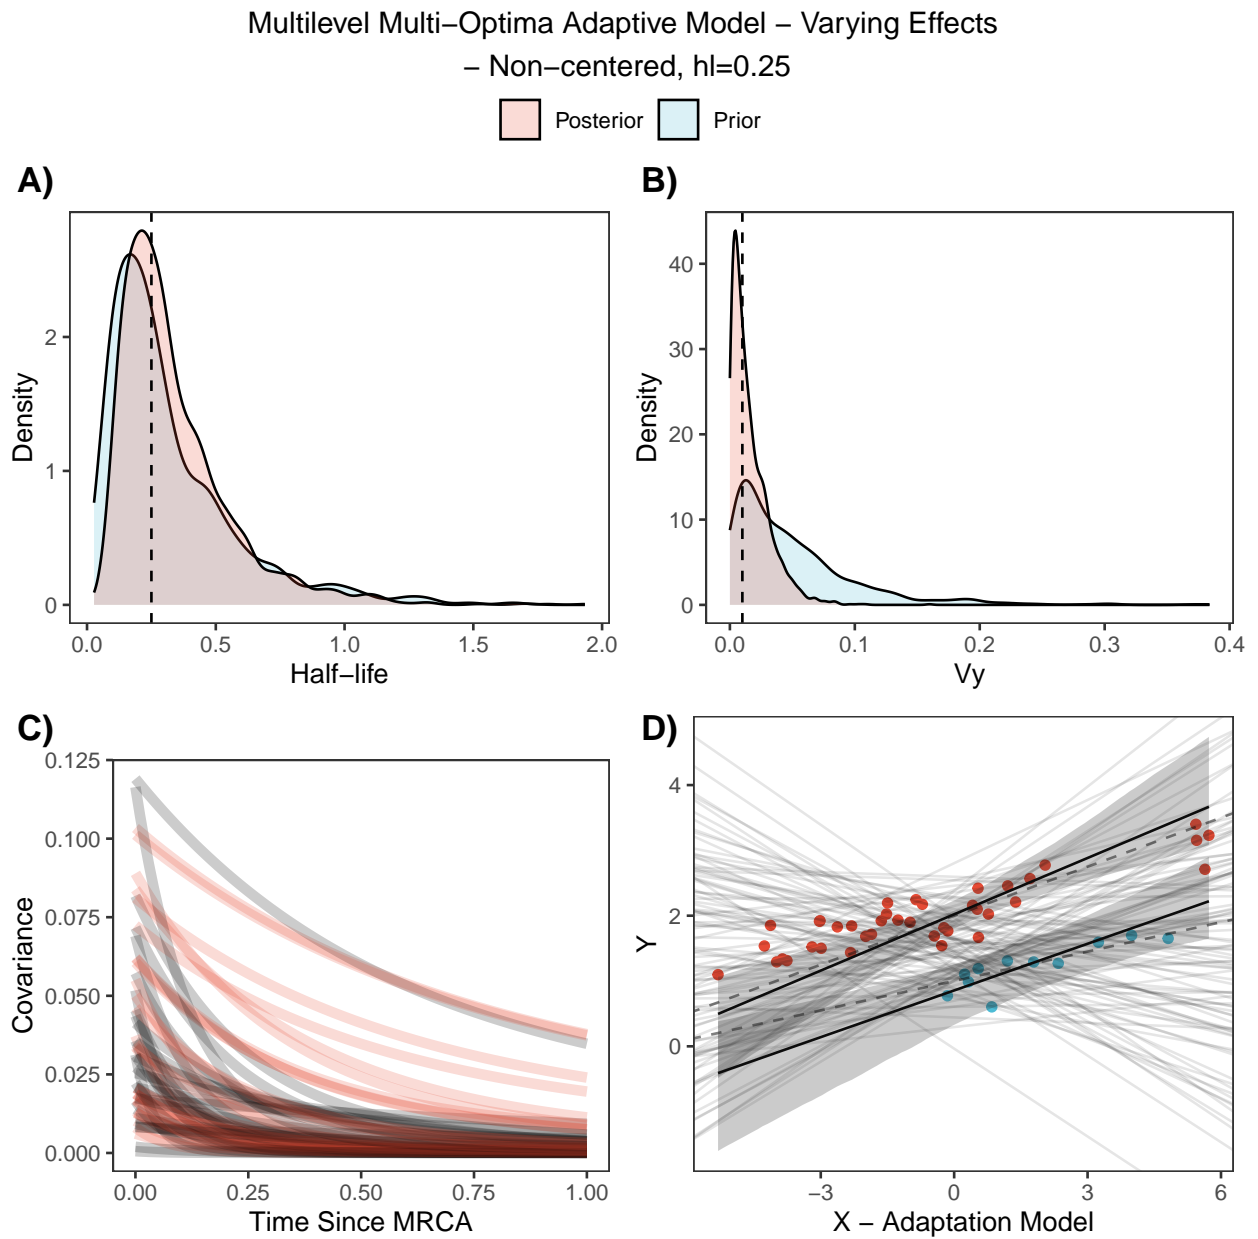 Multilevel Multi−Optima Adaptive Model − Varying Effects
− Non−centered, hl=0.25
Posterior
Prior
A)
Density
2
1
0
0.0
0.5
1.0
1.5
2.0
Half−life
B)
Density
40
30
20
10
0
0.0
0.1
0.2
0.3
0.4
Vy
C)
Covariance
0.125
0.100
0.075
0.050
0.025
0.000
0.00
0.25
0.50
0.75
1.00
Time Since MRCA
D)
Y
4
2
0
−3
0
3
6
X − Adaptation Model